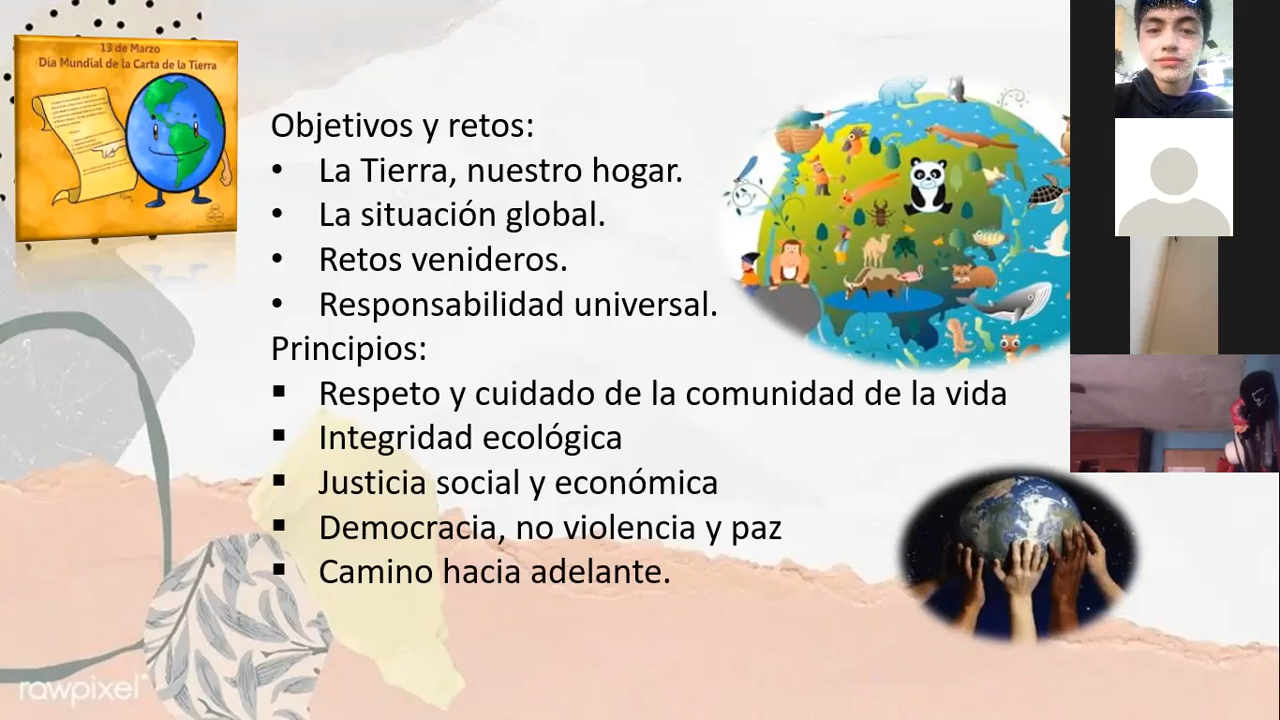 13 de Marzo
Dia Mundial de la Carta de la Tierra
Objetivos y retos:
• La Tierra, nuestro hogar.
• La situación global.
• Retos venideros.
• Responsabilidad universal.
Principios:
▪ Respeto y cuidado de la comunidad de la vida
▪ Integridad ecológica
▪ Justicia social y económica
▪ Democracia, no violencia y paz
▪ Camino hacia adelante.
rawpixel